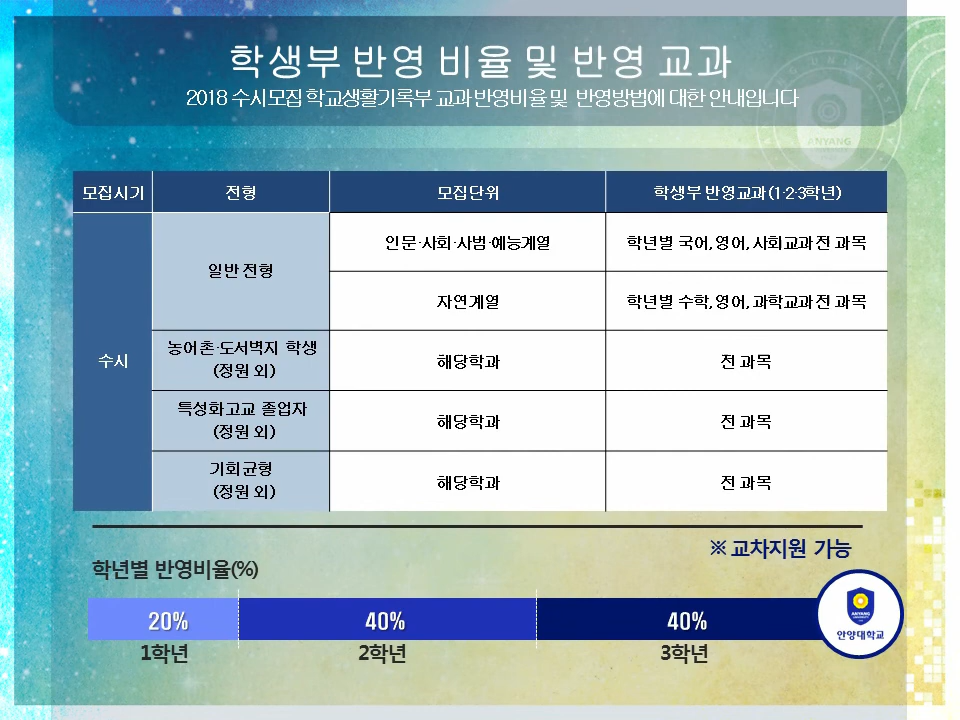 학생부 반영 비율 및 반영 교과
2018 수시모집 학교생활기록부 교과 반영비율 및 반영방법에 대한 안내입니다
ANYANG
모집시기 전형 모집단위 학생부 반영교과(1·2·3학년)
수시
일반 전형
인문·사회·사범·예능계열 학년별 국어, 영어, 사회교과 전 과목
자연계열 학년별 수학, 영어, 과학교과 전 과목
농어촌·도서벽지 학생
(정원 외)
해당학과 전 과목
특성화고교 졸업자
(정원 외)
해당학과 전 과목
기회균형
(정원 외)
해당학과 전 과목
※ 교차지원 가능
학년별 반영비율(%)
20% 40% 40%
1학년 2학년 3학년
ANYANG
안양대학교